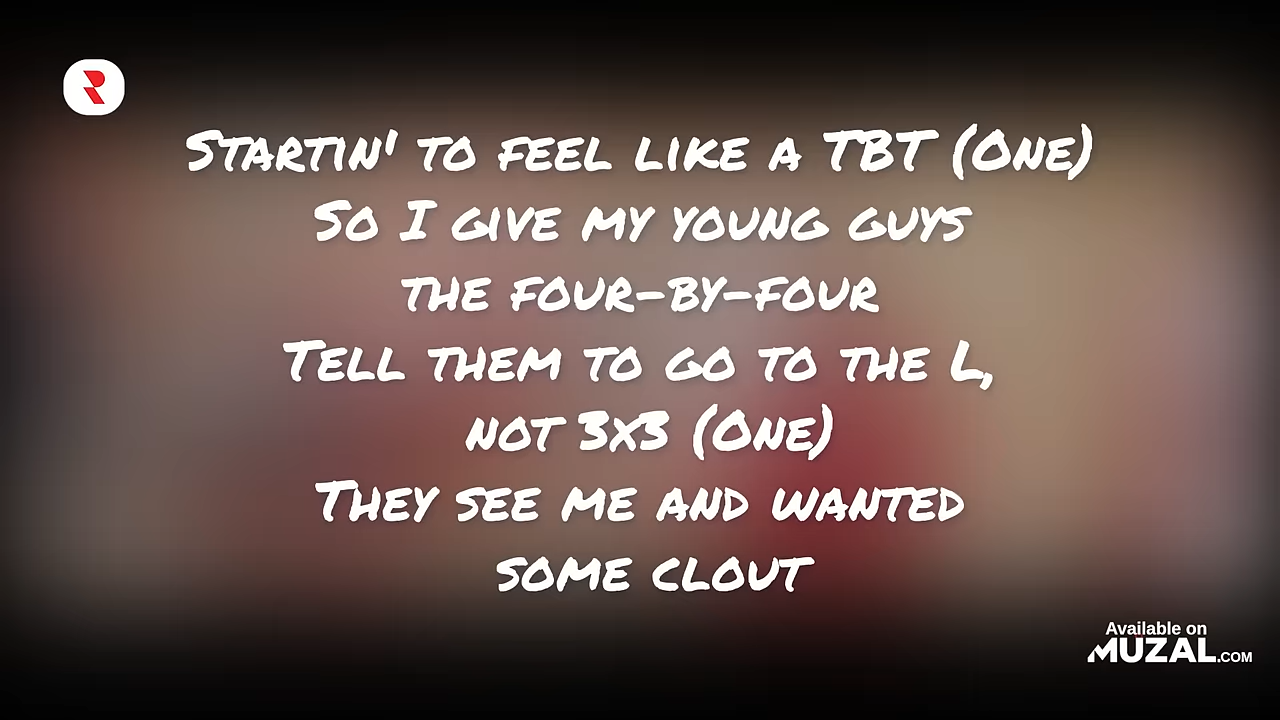 Startin' to feel like a TBT (One)
So I give my young guys
the four-by-four
Tell them to go to the L,
not 3x3 (One)
They see me and wanted
some clout
Available on
MUZAL.COM